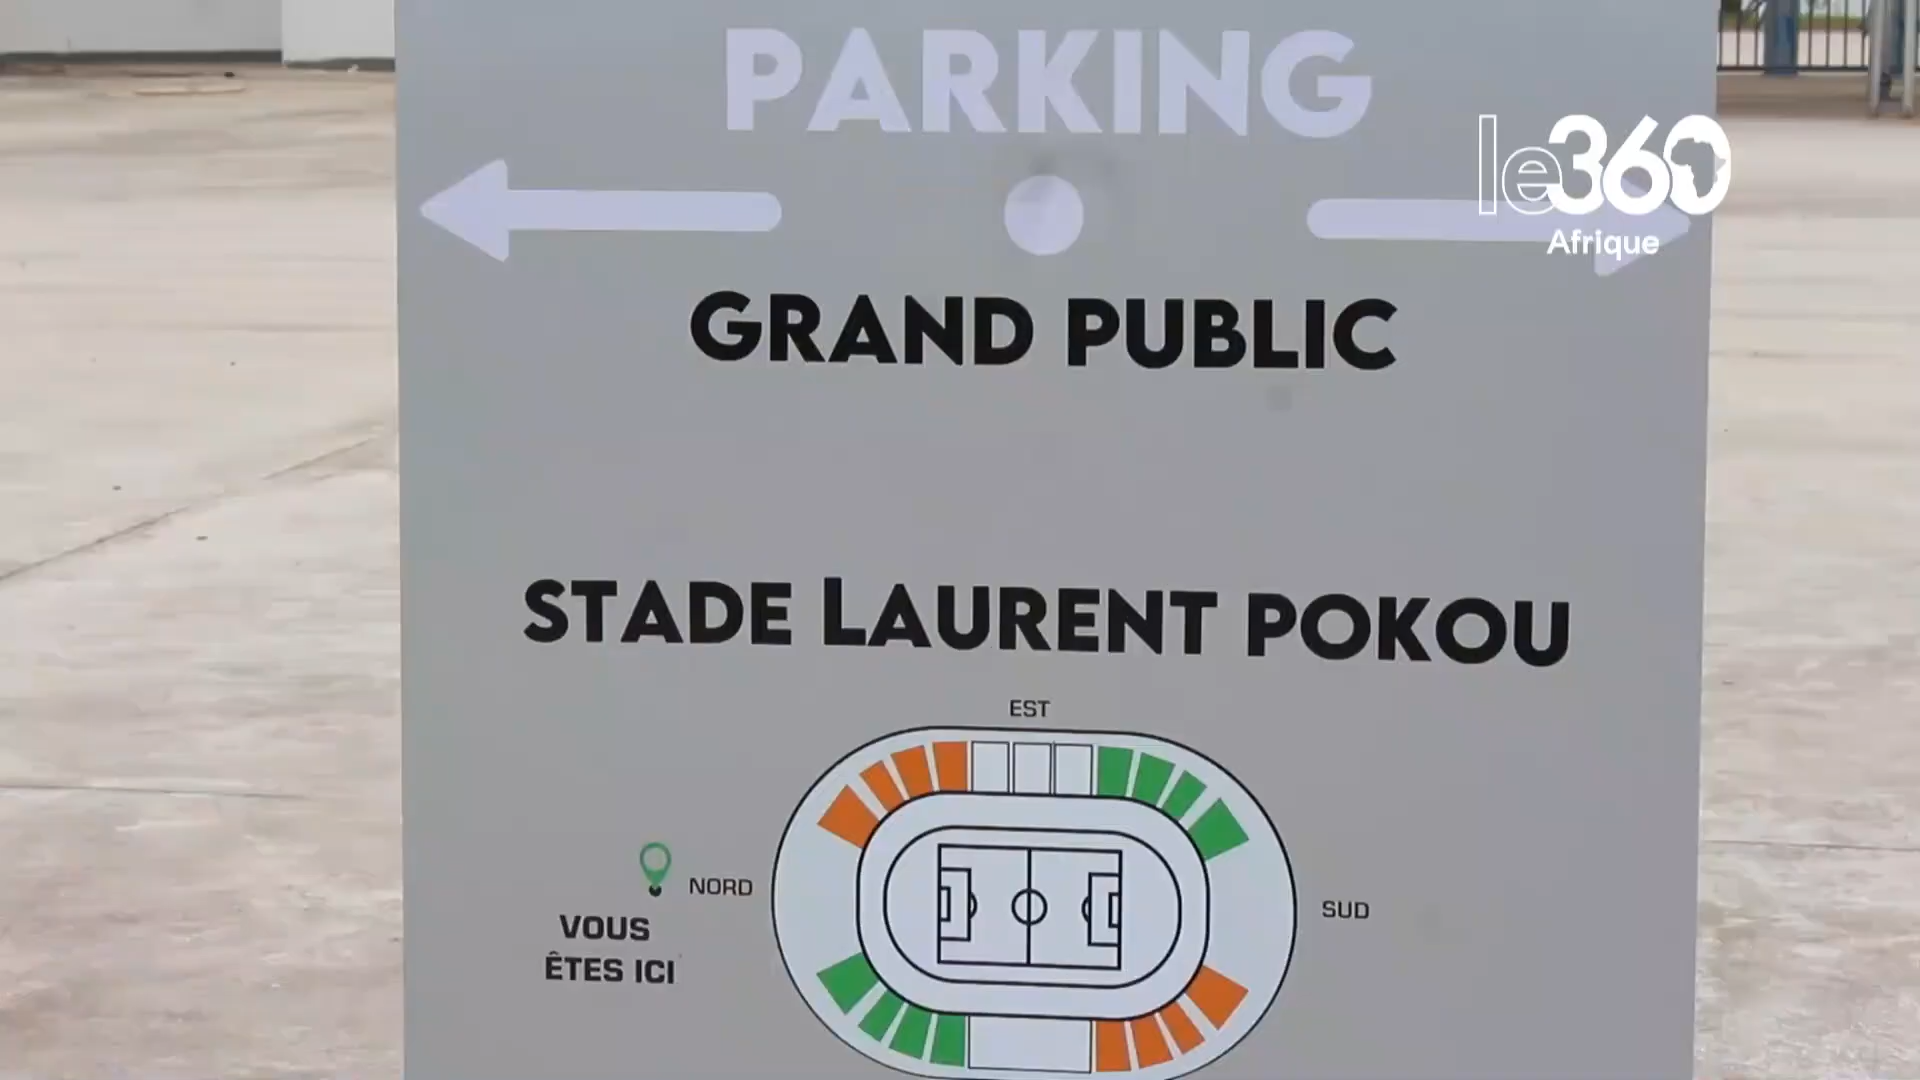 PARKING
le360
Afrique
GRAND PUBLIC
STADE LAURENT POKOU
EST
NORD
SUD
VOUS
ÊTES ICI